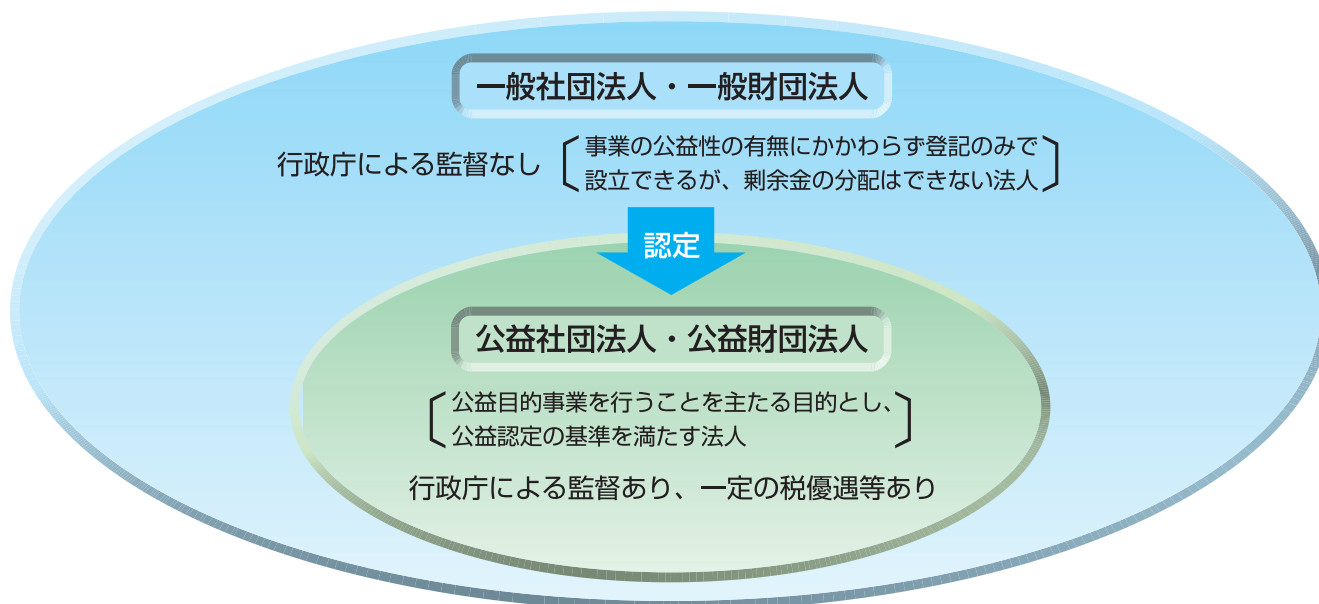 一般社団法人・一般財団法人
行政庁による監督なし
事業の公益性の有無にかかわらず登記のみで
設立できるが、剰余金の分配はできない法人
認定
公益社団法人・公益財団法人
公益目的事業を行うことを主たる目的とし、
公益認定の基準を満たす法人
行政庁による監督あり、一定の税優遇等あり